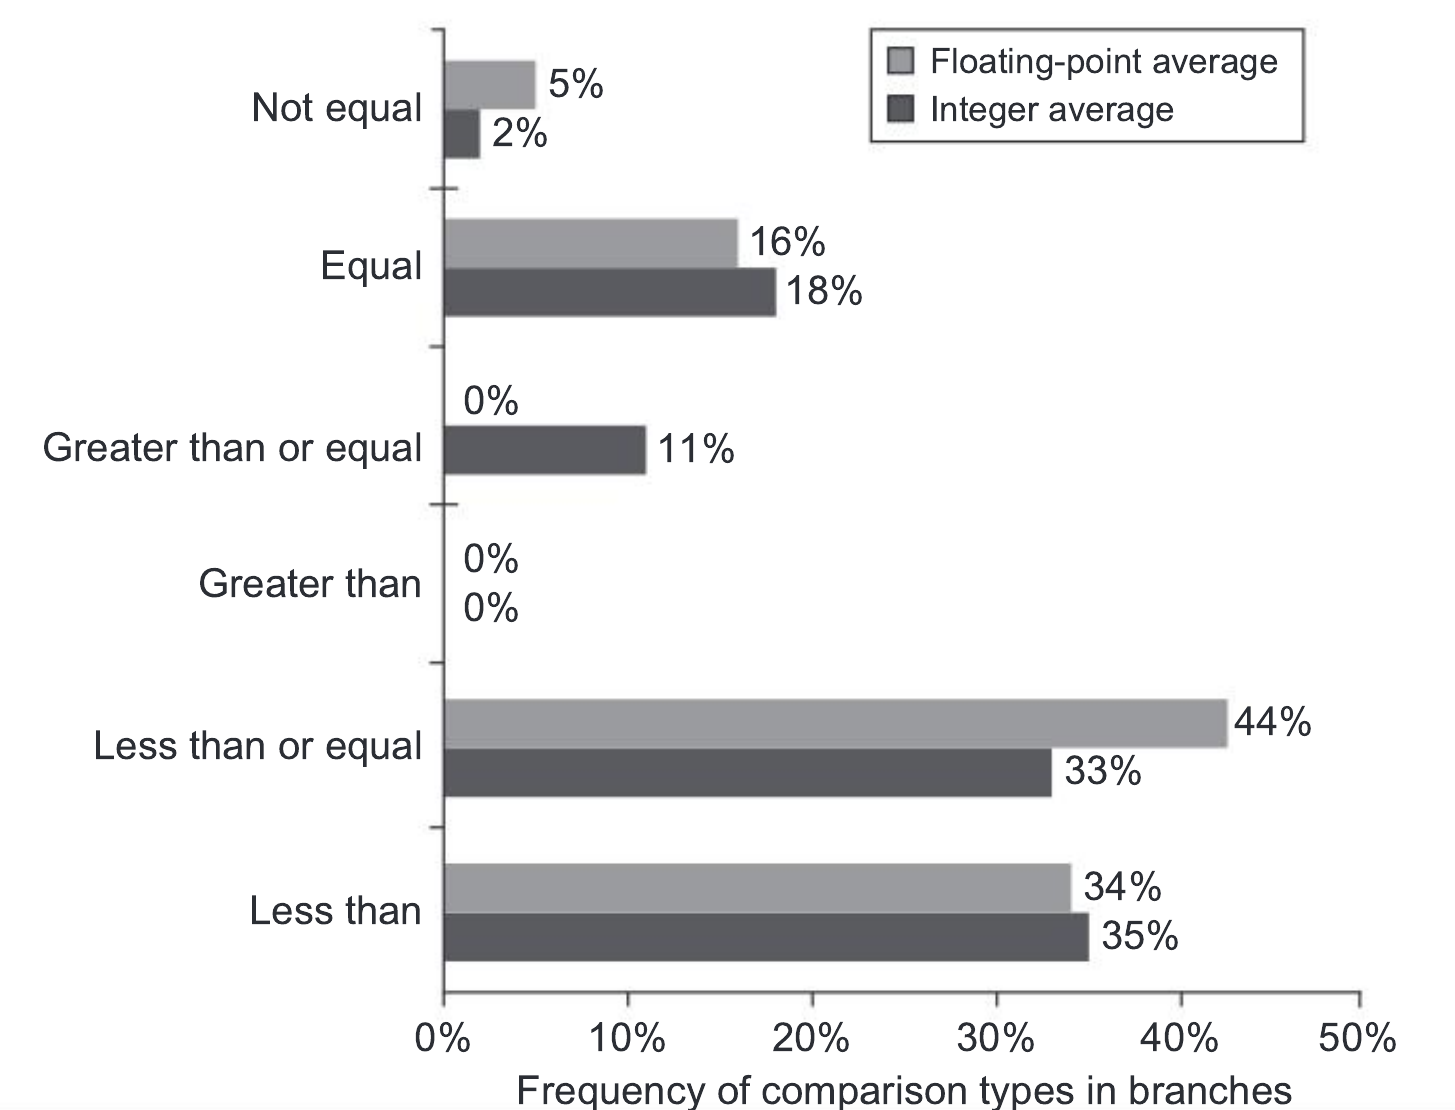 Floating-point average
Integer average
Not equal
5%
2%
Equal
16%
18%
Greater than or equal
0%
11%
Greater than
0%
0%
Less than or equal
44%
33%
Less than
34%
35%
0% 10% 20% 30% 40% 50%
Frequency of comparison types in branches